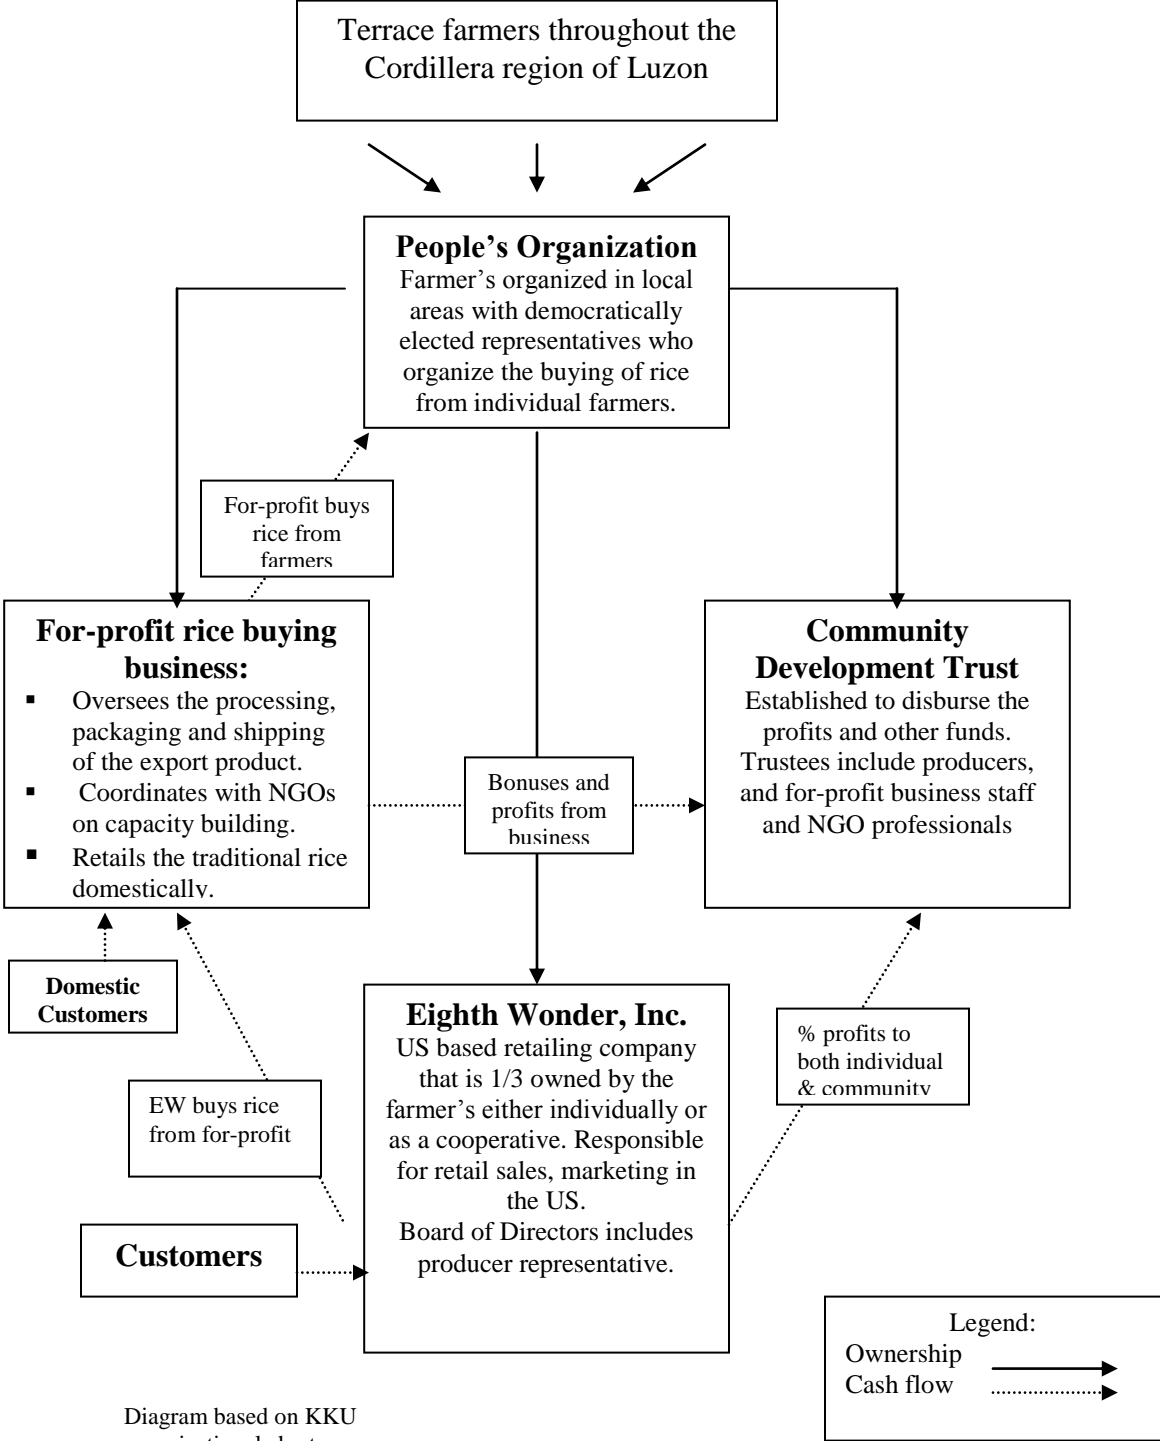 Terrace farmers throughout the
Cordillera region of Luzon
People’s Organization
Farmer’s organized in local
areas with democratically
elected representatives who
organize the buying of rice
from individual farmers.
For-profit buys
rice from
farmers
For-profit rice buying
business:
▪ Oversees the processing,
packaging and shipping
of the export product.
▪ Coordinates with NGOs
on capacity building.
▪ Retails the traditional rice
domestically.
Community
Development Trust
Established to disburse the
profits and other funds.
Trustees include producers,
and for-profit business staff
and NGO professionals
Bonuses and
profits from
business
Domestic
Customers
Eighth Wonder, Inc.
US based retailing company
that is 1/3 owned by the
farmer’s either individually or
as a cooperative. Responsible
for retail sales, marketing in
the US.
Board of Directors includes
producer representative.
% profits to
both individual
& community
EW buys rice
from for-profit
Customers
Legend:
Ownership
Cash flow
Diagram based on KKU